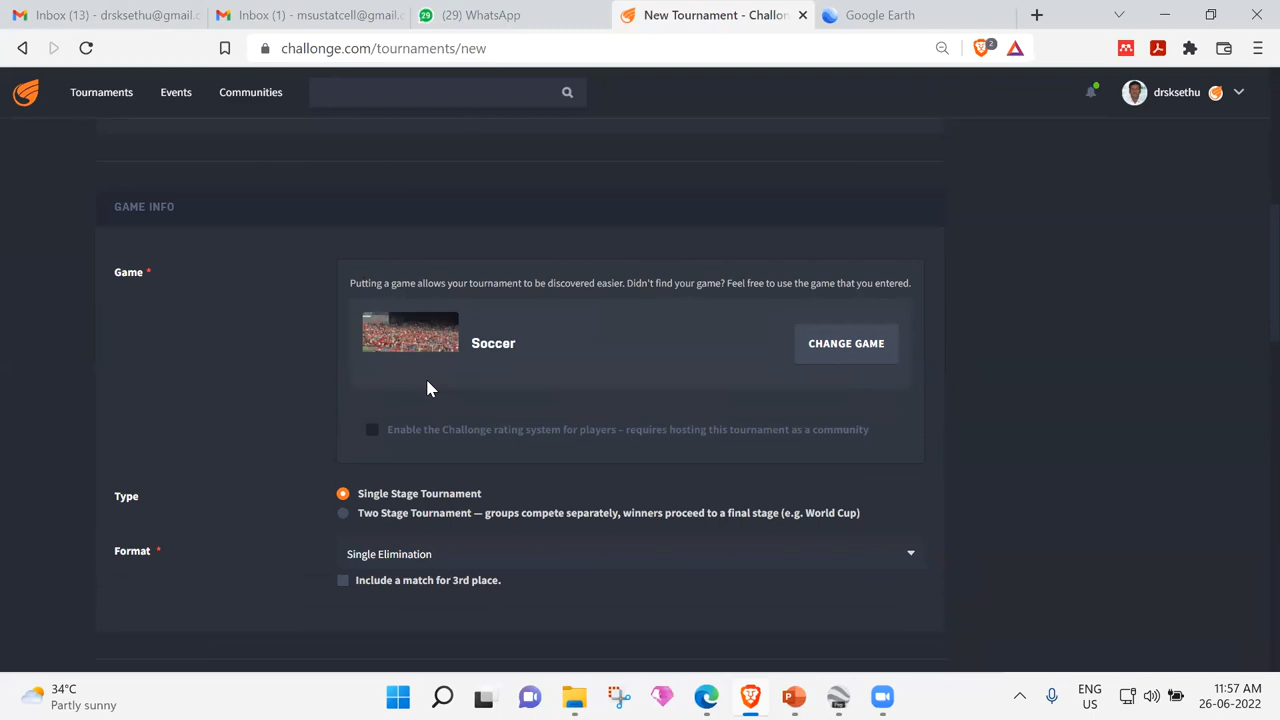 Inbox (13) - drsksethu@gmail.c
Inbox (1) - msustatcell@gmail.c
(29) WhatsApp
New Tournament - Challon
Google Earth
challonge.com/tournaments/new
2
Tournaments
Events
Communities
drsksethu
GAME INFO
Game *
Putting a game allows your tournament to be discovered easier. Didn't find your game? Feel free to use the game that you entered.
Soccer
CHANGE GAME
Enable the Challonge rating system for players – requires hosting this tournament as a community
Type
Single Stage Tournament
Two Stage Tournament — groups compete separately, winners proceed to a final stage (e.g. World Cup)
Format *
Single Elimination
Include a match for 3rd place.
34°C
Partly sunny
ENG
US
11:57 AM
26-06-2022